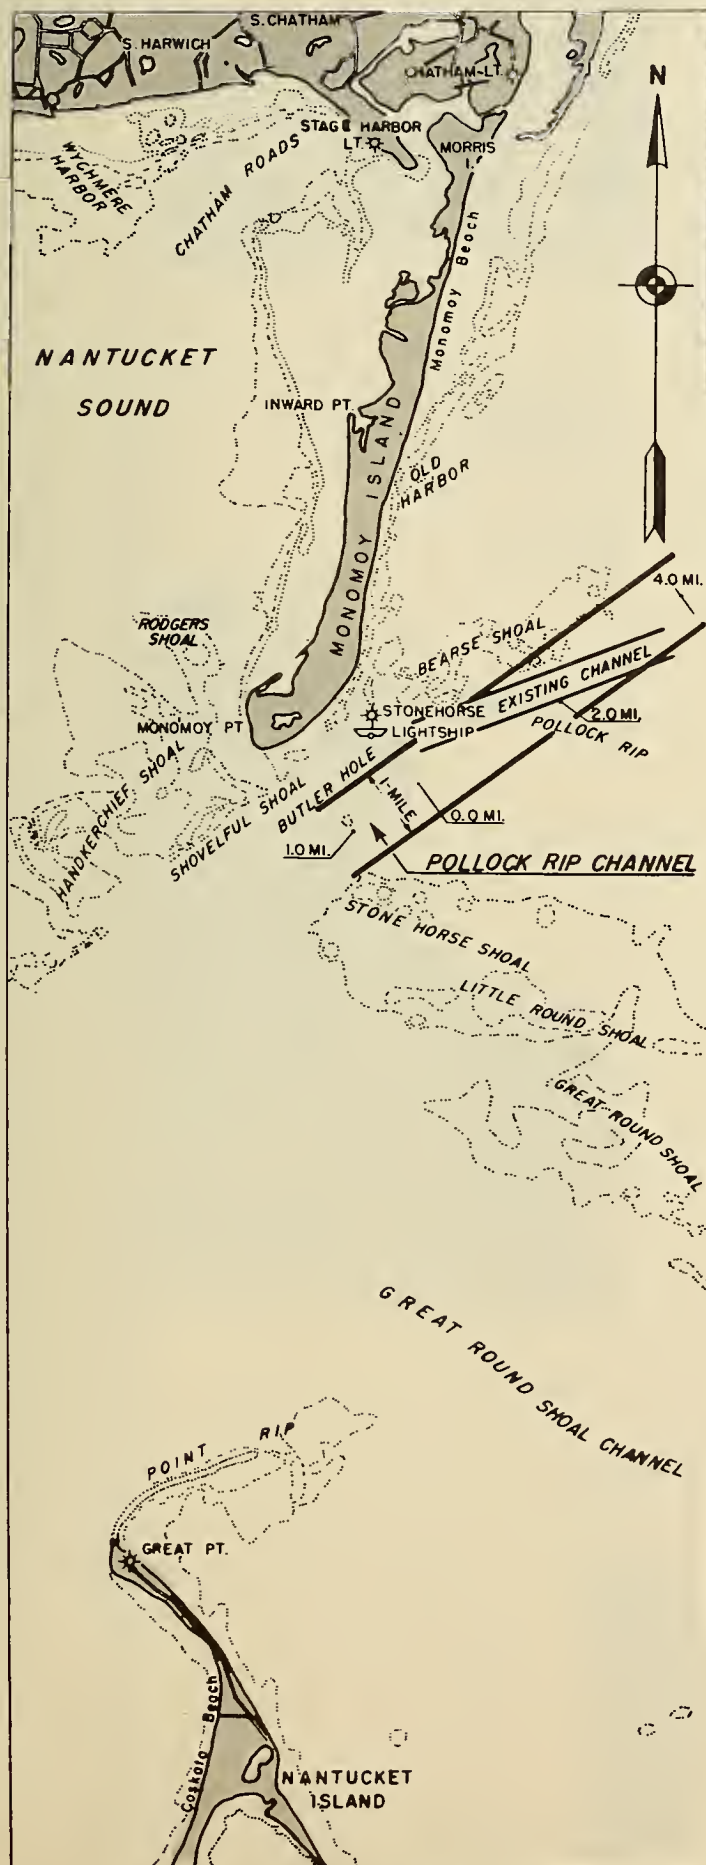 S. CHATHAM
S. HARWICH
CHATHAM-LT.
N
STAGE HARBOR
LT.
MORRIS
I.
WYCHMERE
HARBOR
CHATHAM ROADS
Monomoy Beach
NANTUCKET
SOUND
INWARD PT.
MONOMOY ISLAND
OLD
HARBOR
4.0 MI.
RODGERS
SHOAL
BEARSE SHOAL
EXISTING CHANNEL
STONEHORSE
LIGHTSHIP
2.0 MI.
POLLOCK RIP
MONOMOY PT
HANDKERCHIEF SHOAL
SHOVELFUL SHOAL
BUTLER HOLE
1-MILE
0.0 MI.
1.0 MI.
POLLOCK RIP CHANNEL
STONE HORSE SHOAL
LITTLE ROUND SHOAL
GREAT ROUND SHOAL
GREAT ROUND SHOAL CHANNEL
POINT RIP
GREAT PT.
Coskata Beach
NANTUCKET
ISLAND